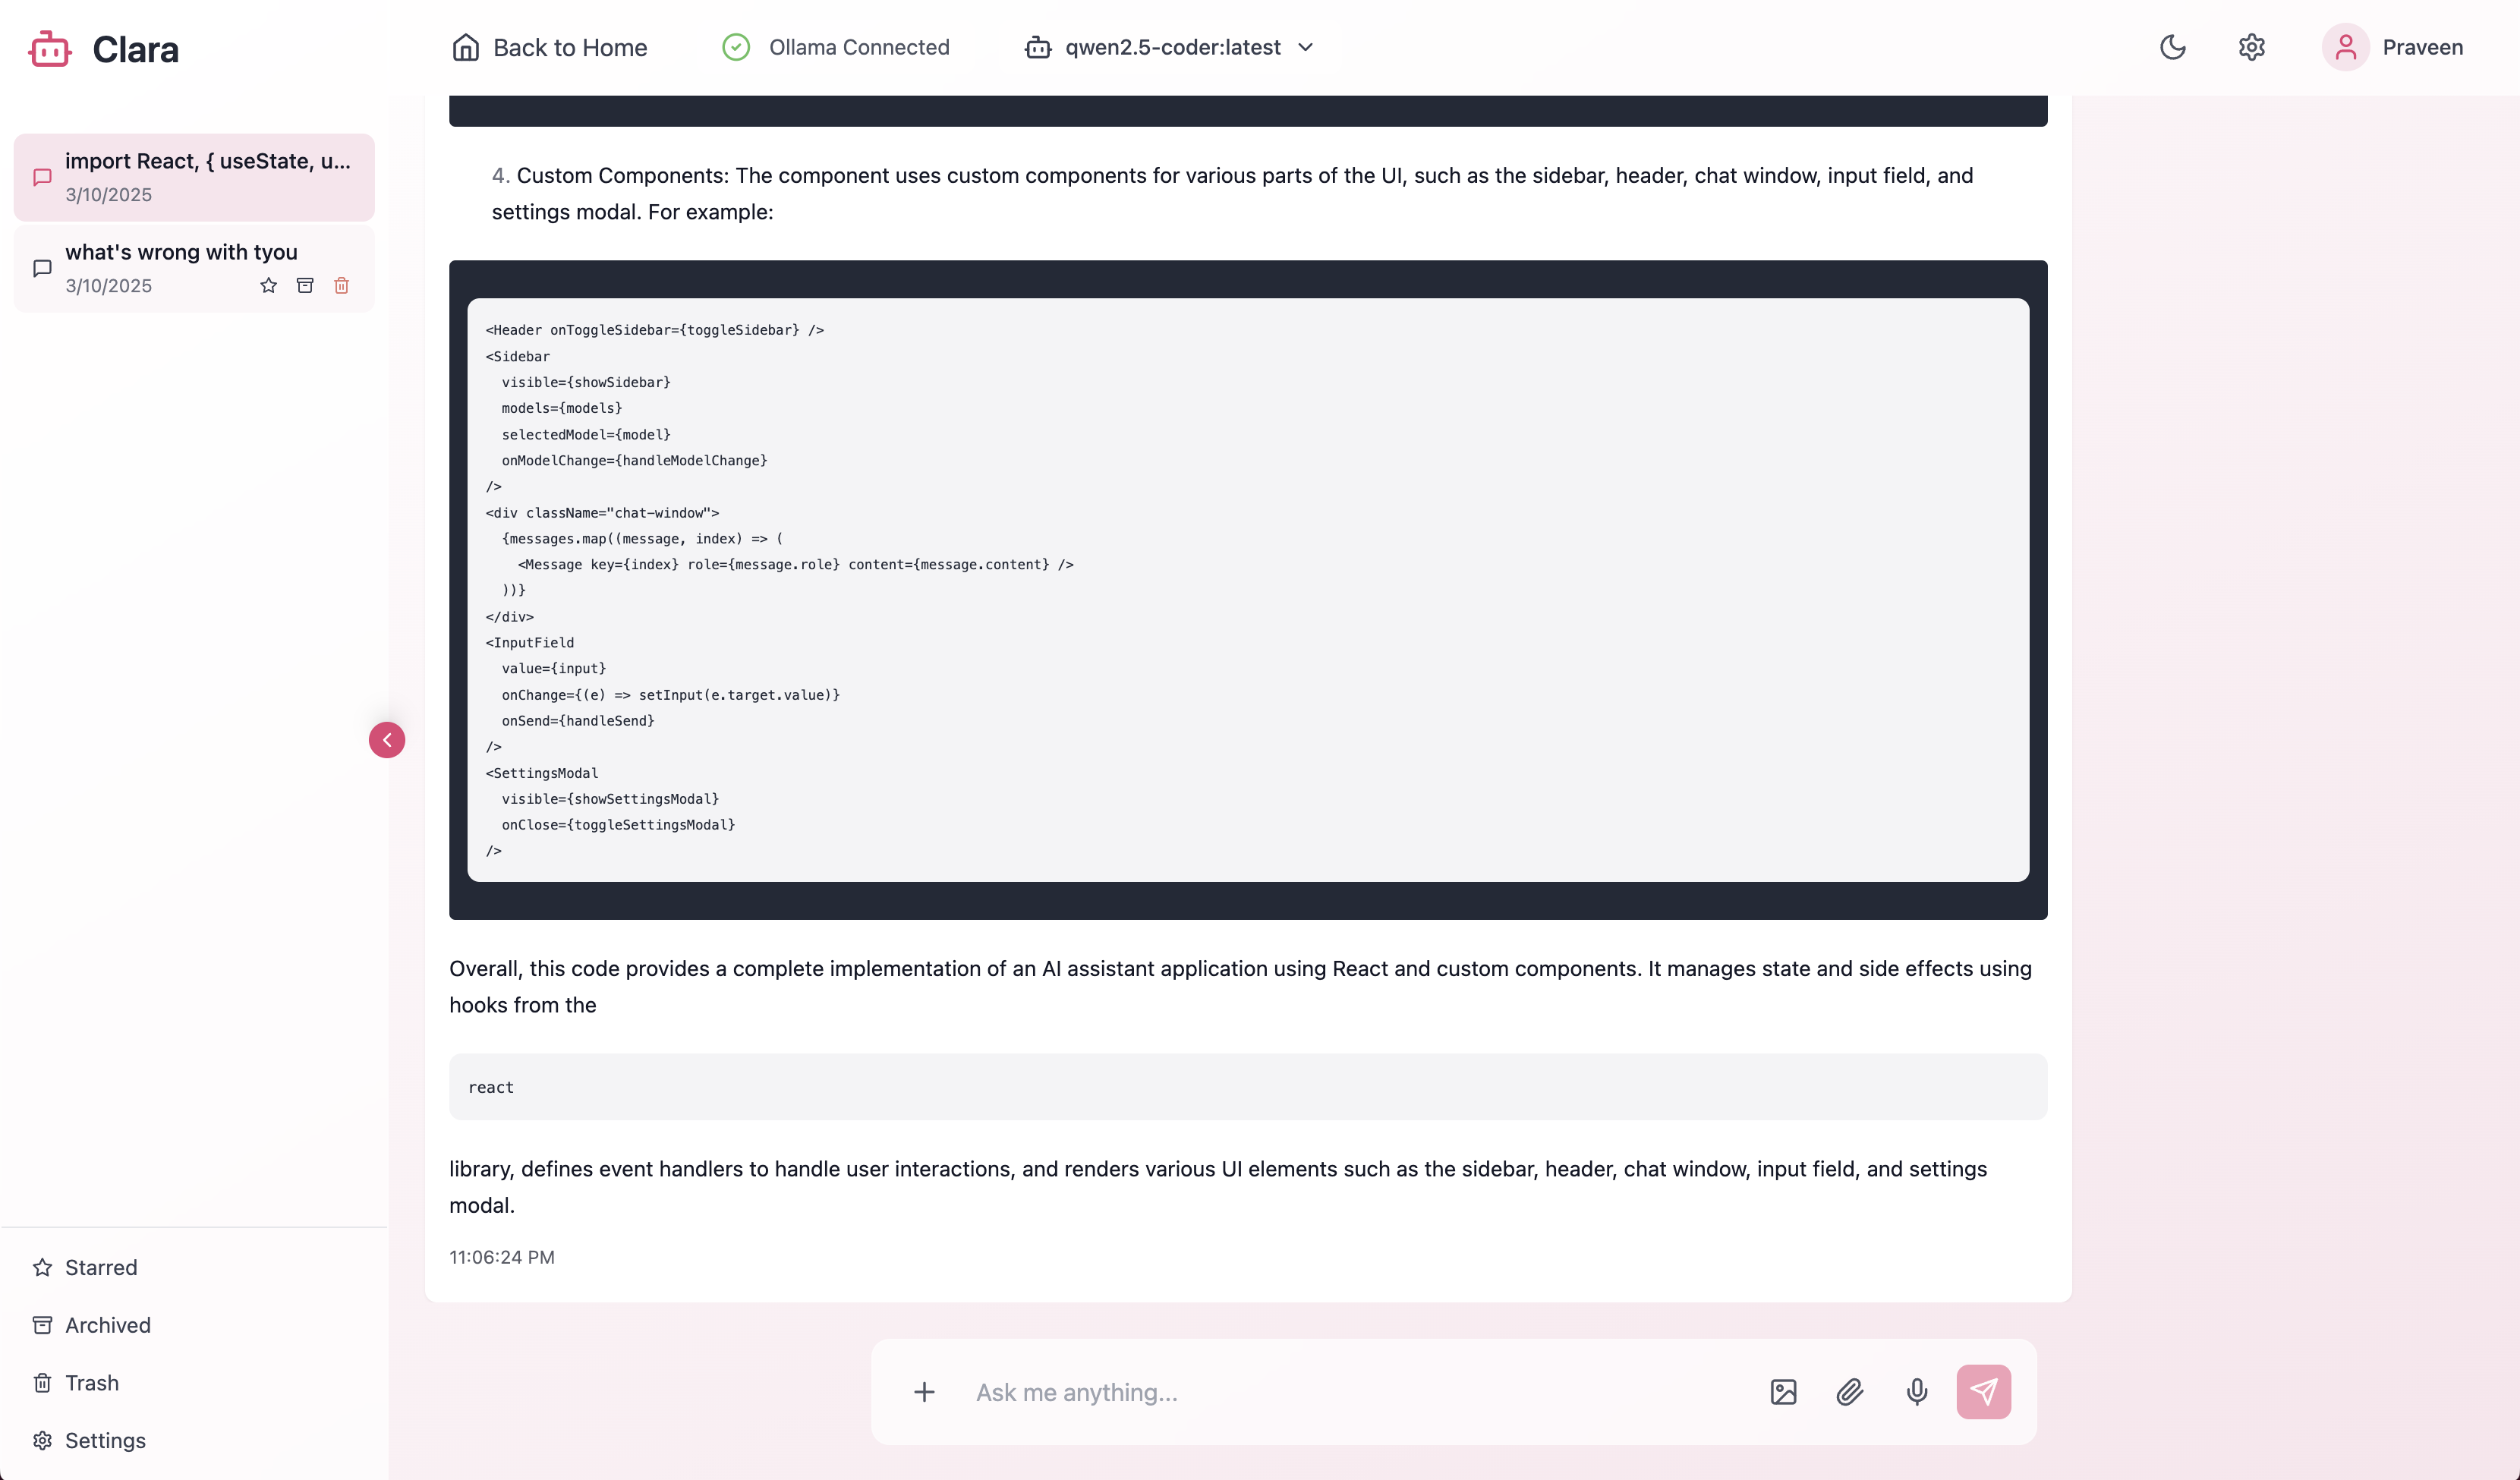 Clara
Back to Home
Ollama Connected
qwen2.5-coder:latest
Praveen
import React, { useState, u...
3/10/2025
what's wrong with tyou
3/10/2025
4. Custom Components: The component uses custom components for various parts of the UI, such as the sidebar, header, chat window, input field, and
settings modal. For example:
<Header onToggleSidebar={toggleSidebar} />
<Sidebar
  visible={showSidebar}
  models={models}
  selectedModel={model}
  onModelChange={handleModelChange}
/>
<div className="chat-window">
  {messages.map((message, index) => (
    <Message key={index} role={message.role} content={message.content} />
  ))}
</div>
<InputField
  value={input}
  onChange={(e) => setInput(e.target.value)}
  onSend={handleSend}
/>
<SettingsModal
  visible={showSettingsModal}
  onClose={toggleSettingsModal}
/>
Overall, this code provides a complete implementation of an AI assistant application using React and custom components. It manages state and side effects using
hooks from the
react
library, defines event handlers to handle user interactions, and renders various UI elements such as the sidebar, header, chat window, input field, and settings
modal.
11:06:24 PM
Starred
Archived
Trash
Settings
Ask me anything...